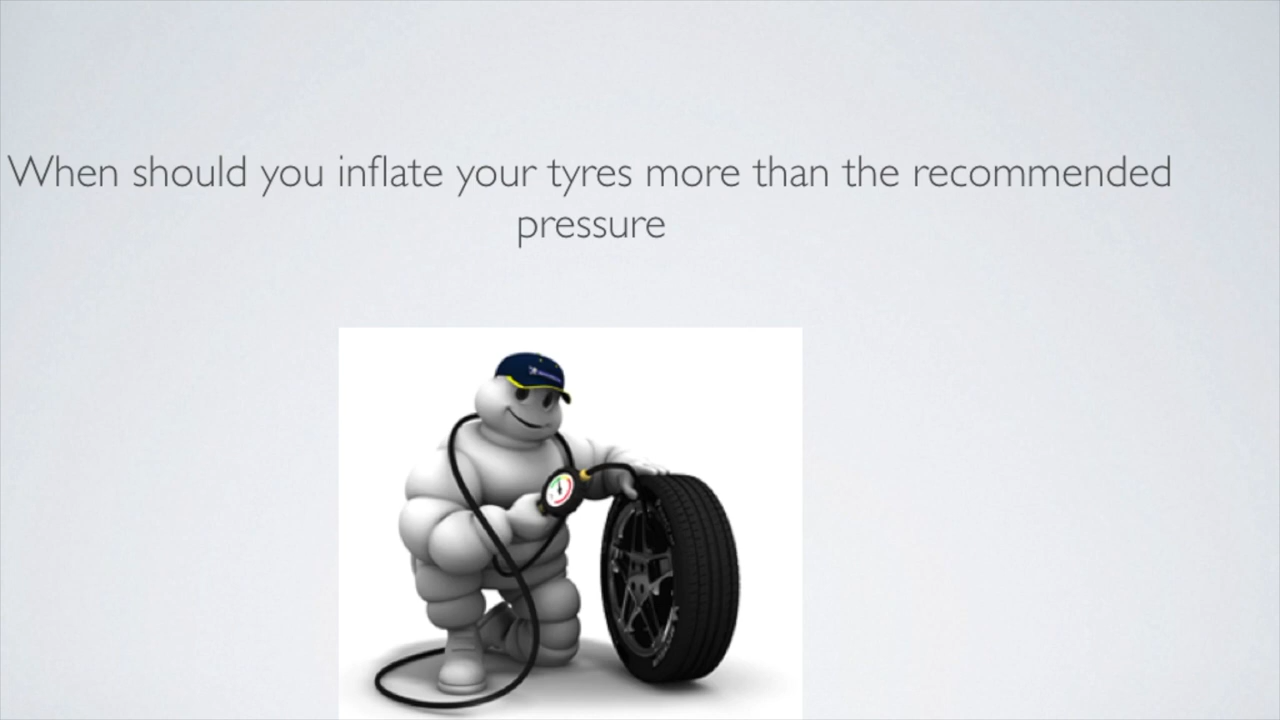 When should you inflate your tyres more than the recommended
pressure